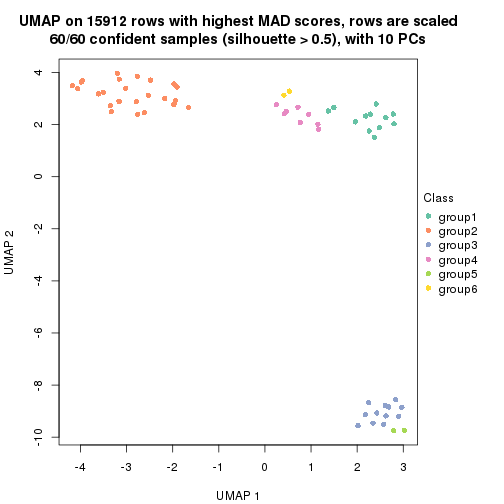 UMAP on 15912 rows with highest MAD scores, rows are scaled
60/60 confident samples (silhouette > 0.5), with 10 PCs
4
2
0
-2
-4
-6
-8
-10
UMAP 2
-4
-3
-2
-1
0
1
2
3
UMAP 1
Class
group1
group2
group3
group4
group5
group6